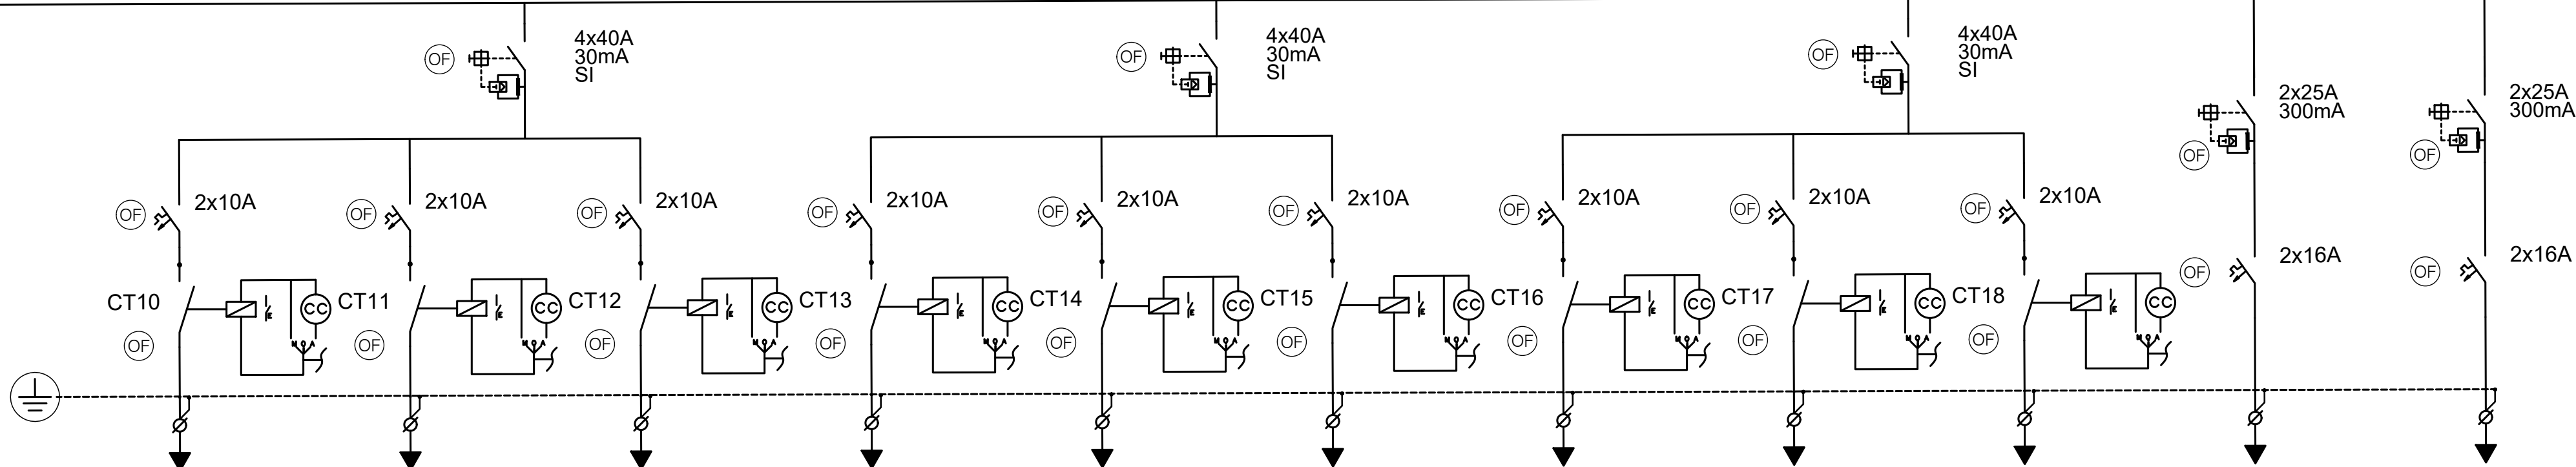 OF
4x40A
30mA
SI
OF
4x40A
30mA
SI
OF
4x40A
30mA
SI
2x25A
300mA
OF
2x25A
300mA
OF
OF
2x10A
OF
2x10A
OF
2x10A
OF
2x10A
OF
2x10A
OF
2x10A
OF
2x10A
OF
2x10A
OF
2x10A
OF
2x16A
OF
2x16A
CT10
CC
OF
M O A
CT11
CC
OF
M O A
CT12
CC
OF
M O A
CT13
CC
OF
M O A
CT14
CC
OF
M O A
CT15
CC
OF
M O A
CT16
CC
OF
M O A
CT17
CC
OF
M O A
CT18
CC
OF
M O A